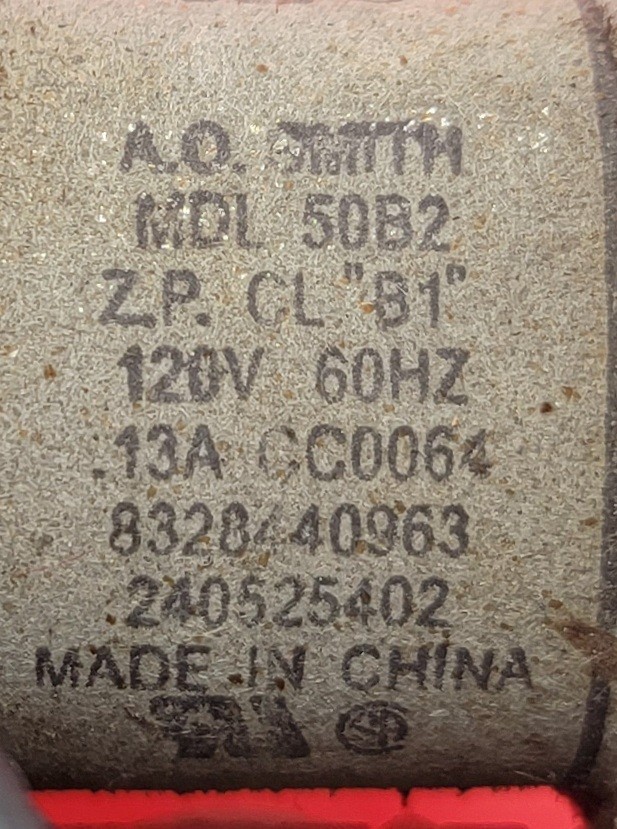 A.O. SMITH
MDL 50B2
Z.P. CL "B1"
120V 60HZ
.13A CC0064
8328440963
240525402
MADE IN CHINA